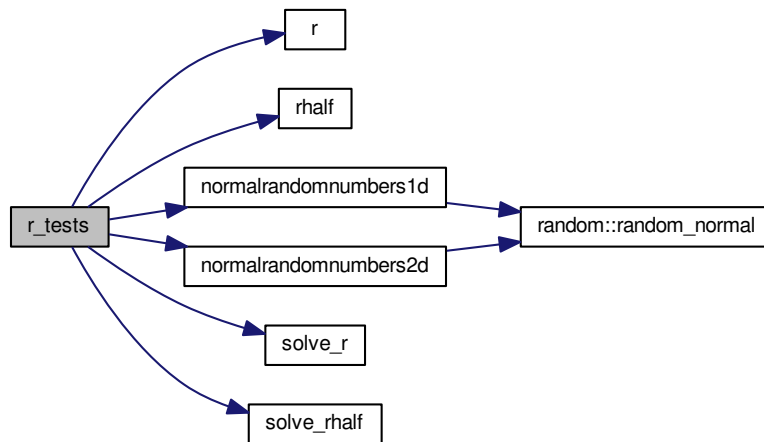 r
rhalf
normalrandomnumbers1d
r_tests
random::random_normal
normalrandomnumbers2d
solve_r
solve_rhalf